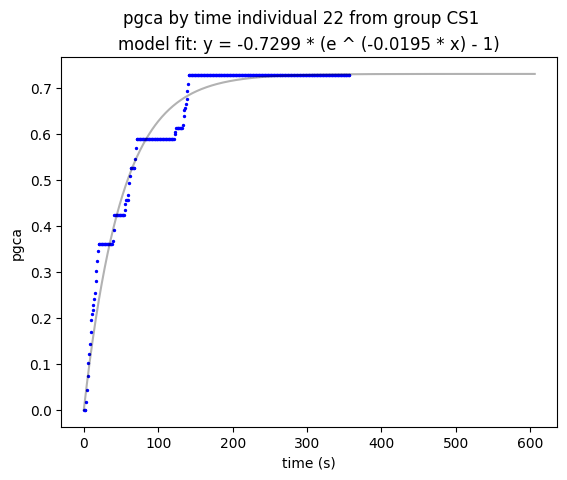 pgca by time individual 22 from group CS1
model fit: y = -0.7299 * (e ^ (-0.0195 * x) - 1)
0.7
0.6
0.5
0.4
0.3
0.2
0.1
0.0
pgca
0 100 200 300 400 500 600
time (s)